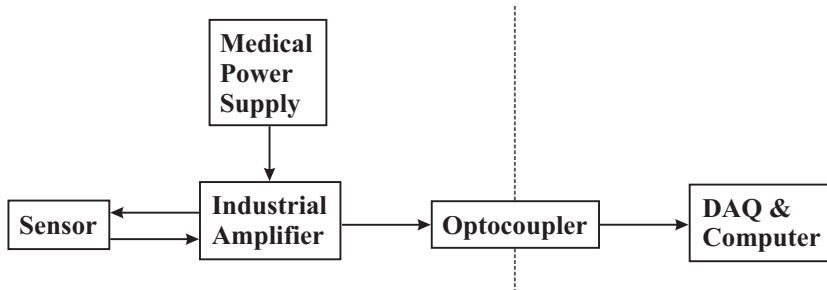 Medical
Power
Supply
Sensor
Industrial
Amplifier
Optocoupler
DAQ &
Computer